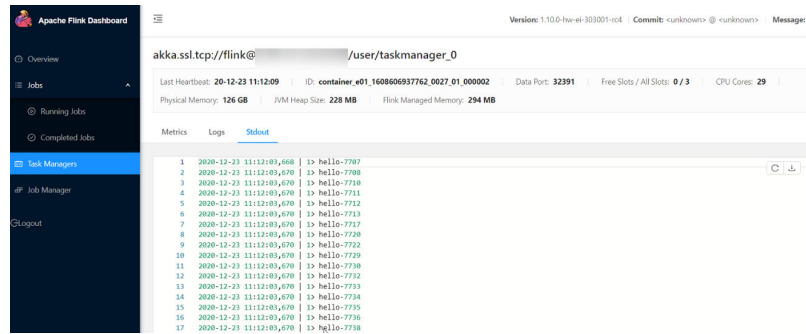 Apache Flink Dashboard
Version: 1.10.0-hw-ei-303001-rc4 Commit: <unknown> @ <unknown> Message:
Overview
Jobs
Running Jobs
Completed Jobs
Task Managers
Job Manager
Logout
akka.ssl.tcp://flink@ /user/taskmanager_0
Last Heartbeat: 20-12-23 11:12:09 ID: container_e01_1608606937762_0027_01_000002 Data Port: 32391 Free Slots / All Slots: 0 / 3 CPU Cores: 29
Physical Memory: 126 GB JVM Heap Size: 228 MB Flink Managed Memory: 294 MB
Metrics Logs Stdout
1 2020-12-23 11:12:03,668 | 1> hello-7707
2 2020-12-23 11:12:03,670 | 1> hello-7708
3 2020-12-23 11:12:03,670 | 1> hello-7710
4 2020-12-23 11:12:03,670 | 1> hello-7711
5 2020-12-23 11:12:03,670 | 1> hello-7712
6 2020-12-23 11:12:03,670 | 1> hello-7713
7 2020-12-23 11:12:03,670 | 1> hello-7717
8 2020-12-23 11:12:03,670 | 1> hello-7720
9 2020-12-23 11:12:03,670 | 1> hello-7722
10 2020-12-23 11:12:03,670 | 1> hello-7729
11 2020-12-23 11:12:03,670 | 1> hello-7730
12 2020-12-23 11:12:03,670 | 1> hello-7732
13 2020-12-23 11:12:03,670 | 1> hello-7733
14 2020-12-23 11:12:03,670 | 1> hello-7734
15 2020-12-23 11:12:03,670 | 1> hello-7735
16 2020-12-23 11:12:03,670 | 1> hello-7736
17 2020-12-23 11:12:03,670 | 1> hello-7738